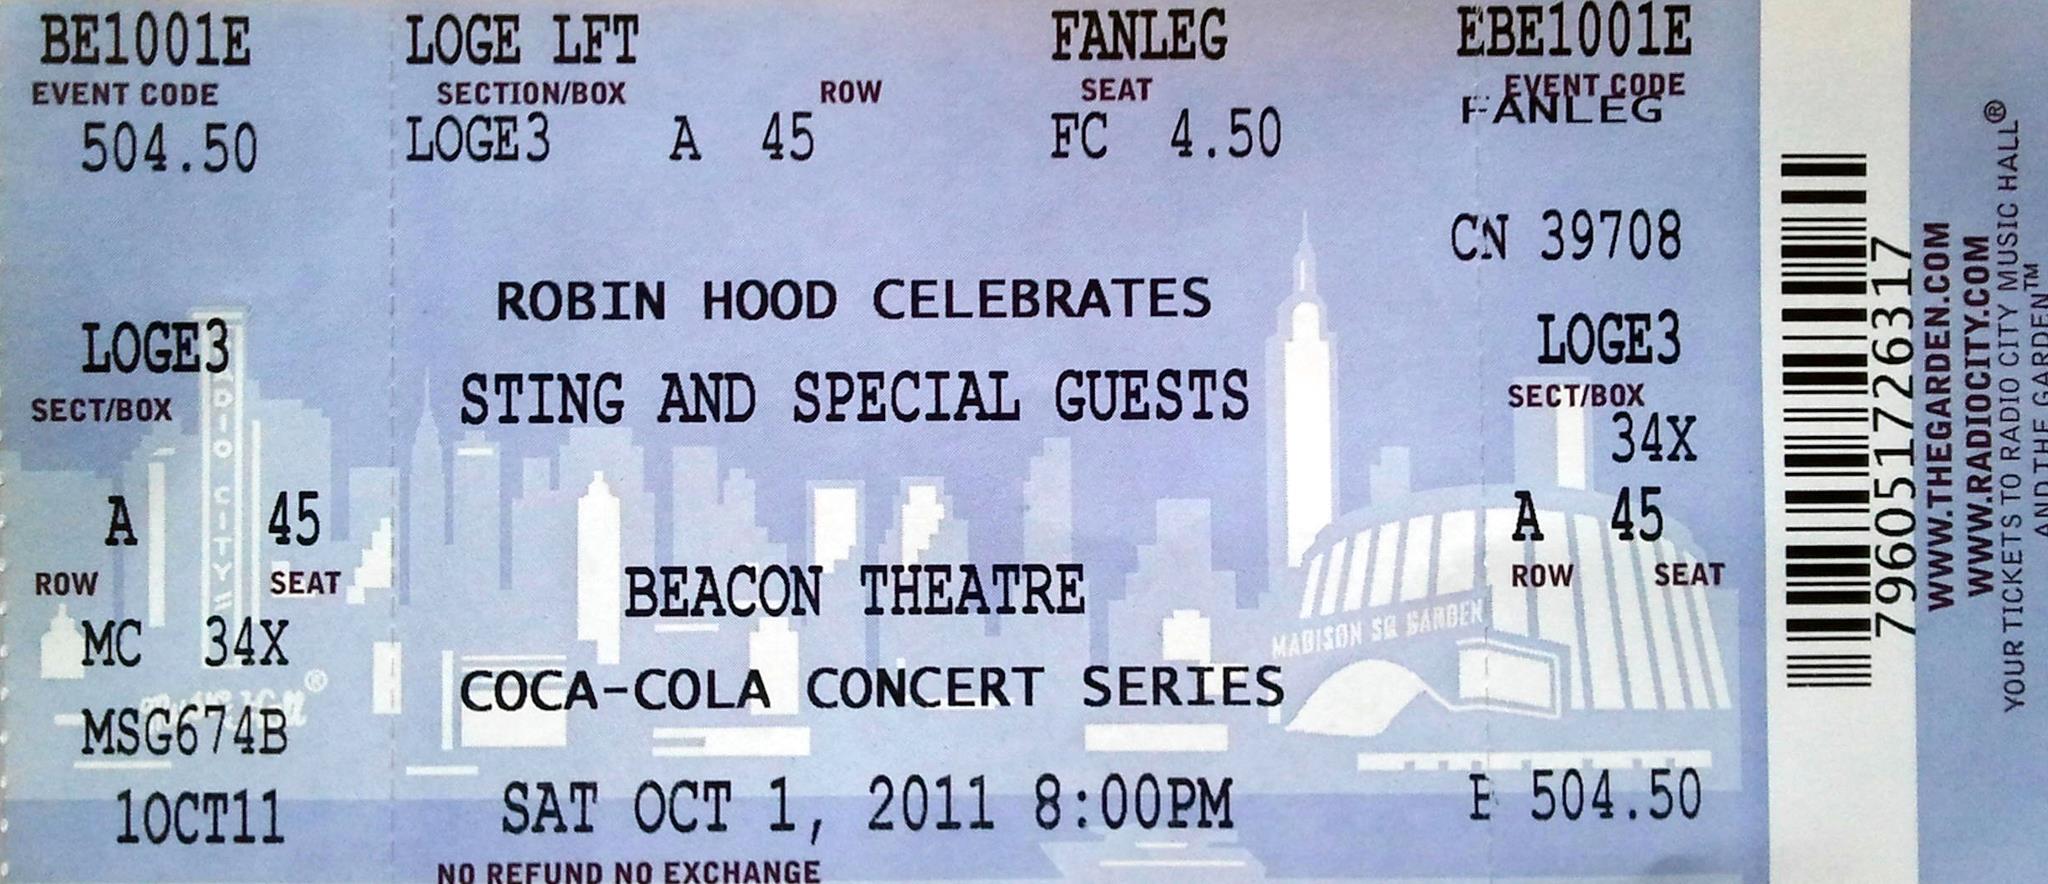 BE1001E LOGE LFT FANLEG EBE1001E
EVENT CODE SECTION/BOX ROW SEAT EVENT CODE
504.50 LOGE3 A 45 FC 4.50 FANLEG
CN 39708
ROBIN HOOD CELEBRATES
LOGE3 STING AND SPECIAL GUESTS LOGE3
SECT/BOX SECT/BOX
34X
A 45 A 45
ROW SEAT ROW SEAT
BEACON THEATRE
MADISON SQ GARDEN
MC 34X
COCA-COLA CONCERT SERIES
MSG674B
1OCT11 SAT OCT 1, 2011 8:00PM E 504.50
NO REFUND NO EXCHANGE
DIO CITY
796051726317
WWW.THEGARDEN.COM
WWW.RADIOCITY.COM
YOUR TICKETS TO RADIO CITY MUSIC HALL®
AND THE GARDEN™